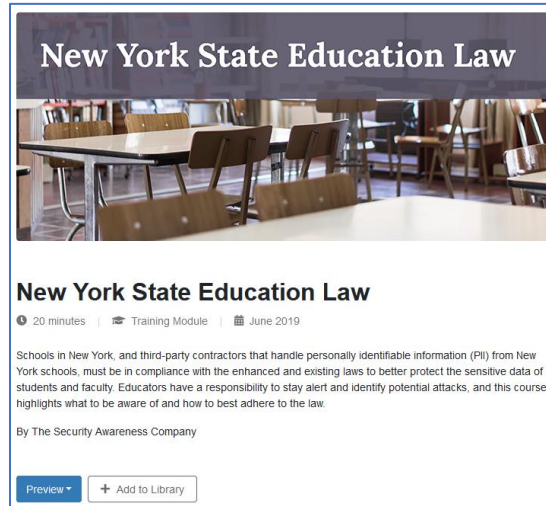 New York State Education Law
New York State Education Law
20 minutes | Training Module | June 2019
Schools in New York, and third-party contractors that handle personally identifiable information (PII) from New
York schools, must be in compliance with the enhanced and existing laws to better protect the sensitive data of
students and faculty. Educators have a responsibility to stay alert and identify potential attacks, and this course
highlights what to be aware of and how to best adhere to the law.
By The Security Awareness Company
Preview + Add to Library